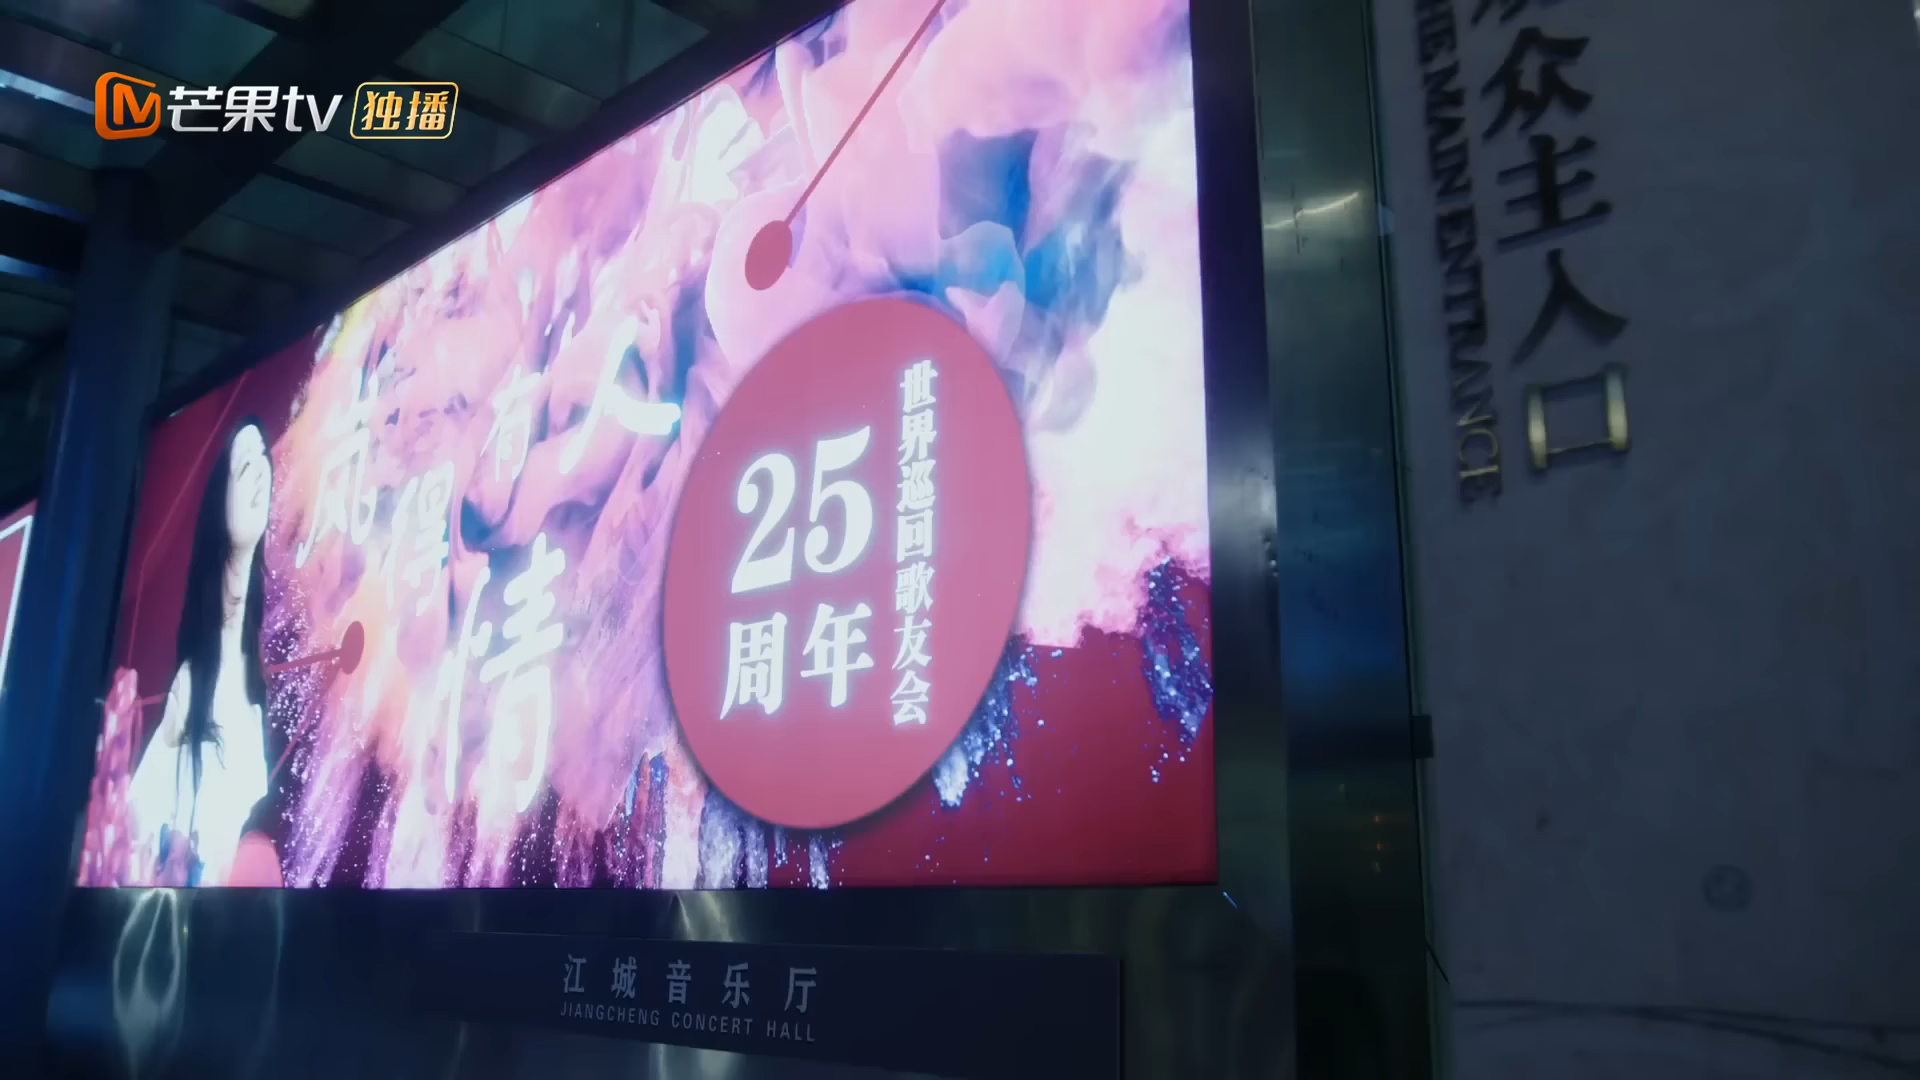 芒果tv 独播
岚得有人情
25
周年
世界巡回歌友会
江城音乐厅
JIANGCHENG CONCERT HALL
众主入口
THE MAIN ENTRANCE